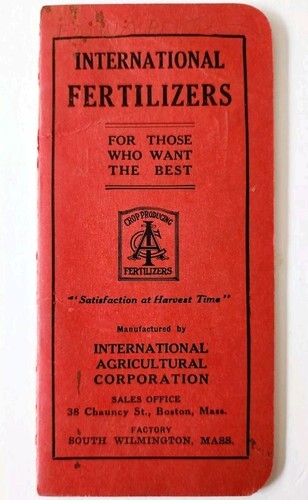 INTERNATIONAL
FERTILIZERS
FOR THOSE
WHO WANT
THE BEST
CROP PRODUCING
IAC
FERTILIZERS
"Satisfaction at Harvest Time"
Manufactured by
INTERNATIONAL
AGRICULTURAL
CORPORATION
SALES OFFICE
38 Chauncy St., Boston, Mass.
FACTORY
SOUTH WILMINGTON, MASS.